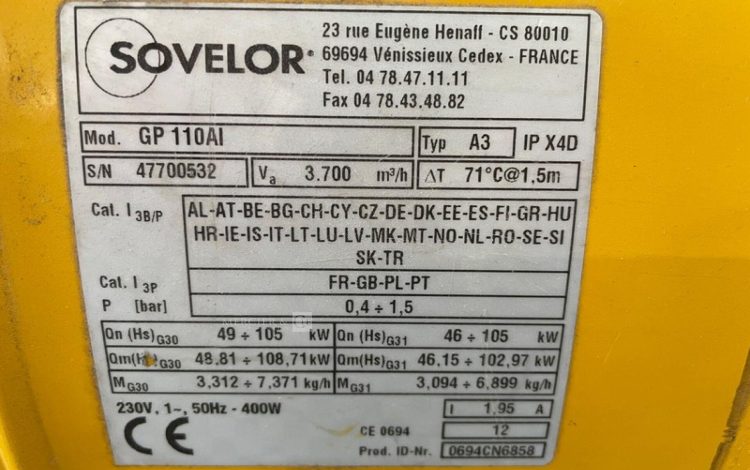 SOVELOR®
23 rue Eugène Henaff - CS 80010
69694 Vénissieux Cedex - FRANCE
Tel. 04 78.47.11.11
Fax 04 78.43.48.82
Mod. GP 110AI Typ A3 IP X4D
S/N 47700532 Va 3.700 m³/h ΔT 71°C@1,5m
Cat. I 3B/P AL-AT-BE-BG-CH-CY-CZ-DE-DK-EE-ES-FI-GR-HU
HR-IE-IS-IT-LT-LU-LV-MK-MT-NO-NL-RO-SE-SI
SK-TR
Cat. I 3P FR-GB-PL-PT
P [bar] 0,4 ÷ 1,5
Qn (Hs)G30 49 ÷ 105 kW Qn (Hs)G31 46 ÷ 105 kW
Qm(Hs)G30 48,81 ÷ 108,71 kW Qm(Hs)G31 46,15 ÷ 102,97 kW
MG30 3,312 ÷ 7,371 kg/h MG31 3,094 ÷ 6,899 kg/h
230V, 1~, 50Hz - 400W I 1,95 A
CE CE 0694 12
Prod. ID-Nr. 0694CN6858